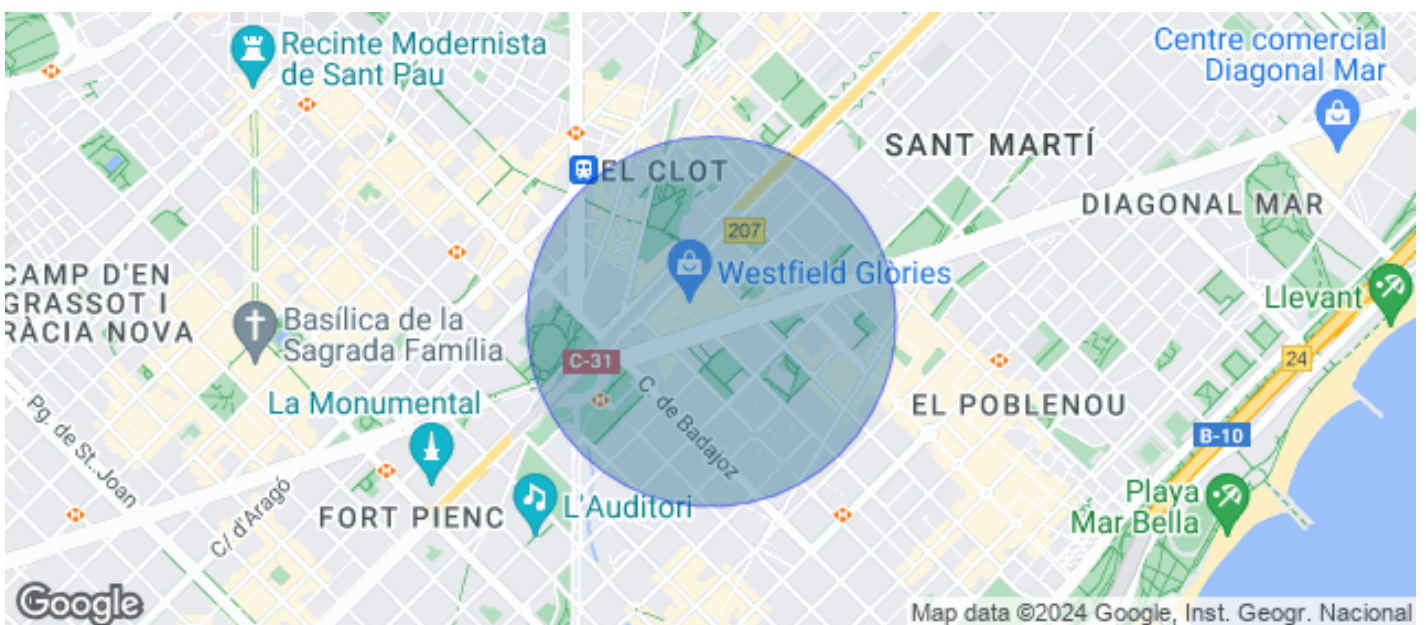 Recinte Modernista
de Sant Pau
Centre comercial
Diagonal Mar
SANT MARTÍ
EL CLOT
DIAGONAL MAR
207
Westfield Glòries
CAMP D'EN
GRASSOT I
RÀCIA NOVA
Llevant
Basílica de la
Sagrada Família
C-31
24
La Monumental
C. de Badajoz
EL POBLENOU
Pg. de St. Joan
B-10
C/ d'Aragó
FORT PIENC
L'Auditori
Playa
Mar Bella
Google
Map data ©2024 Google, Inst. Geogr. Nacional